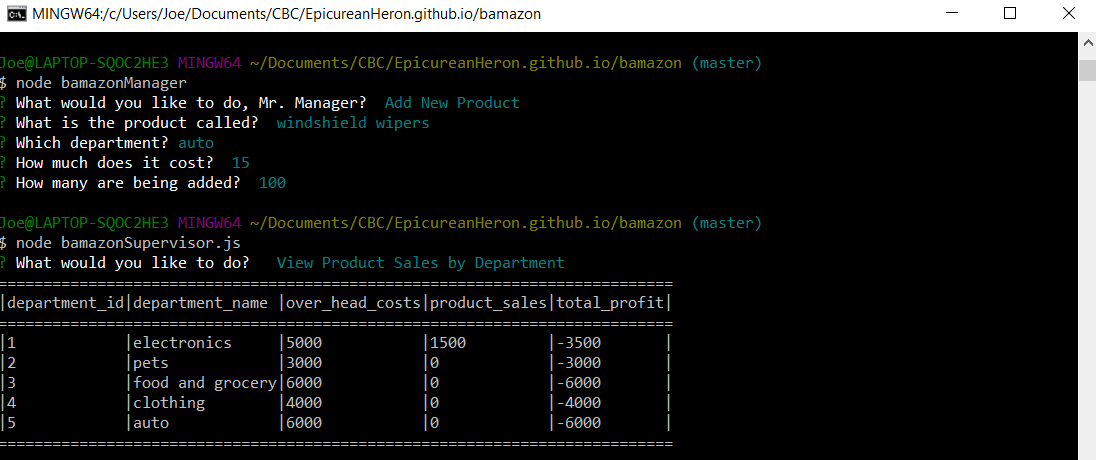 MINGW64:/c/Users/Joe/Documents/CBC/EpicureanHeron.github.io/bamazon
Joe@LAPTOP-SQOC2HE3 MINGW64 ~/Documents/CBC/EpicureanHeron.github.io/bamazon (master)
$ node bamazonManager
? What would you like to do, Mr. Manager?  Add New Product
? What is the product called?  windshield wipers
? Which department? auto
? How much does it cost?  15
? How many are being added?  100
Joe@LAPTOP-SQOC2HE3 MINGW64 ~/Documents/CBC/EpicureanHeron.github.io/bamazon (master)
$ node bamazonSupervisor.js
? What would you like to do?   View Product Sales by Department
====================================================================================
|department_id|department_name |over_head_costs|product_sales|total_profit|
====================================================================================
|1            |electronics     |5000           |1500         |-3500       |
|2            |pets            |3000           |0            |-3000       |
|3            |food and grocery|6000           |0            |-6000       |
|4            |clothing        |4000           |0            |-4000       |
|5            |auto            |6000           |0            |-6000       |
====================================================================================